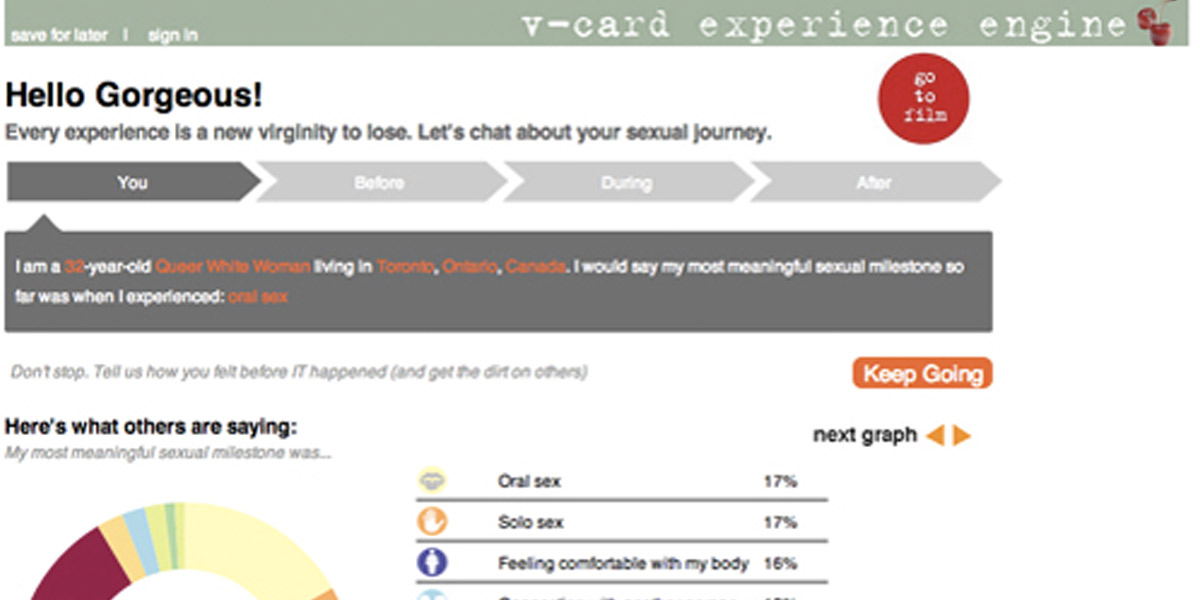 save for later | sign in
v-card experience engine
go
to
film
Hello Gorgeous!
Every experience is a new virginity to lose. Let's chat about your sexual journey.
You
Before
During
After
I am a 32-year-old Queer White Woman living in Toronto, Ontario, Canada. I would say my most meaningful sexual milestone so
far was when I experienced: oral sex
Don't stop. Tell us how you felt before IT happened (and get the dirt on others)
Keep Going
Here's what others are saying:
next graph
My most meaningful sexual milestone was...
Oral sex 17%
Solo sex 17%
Feeling comfortable with my body 16%